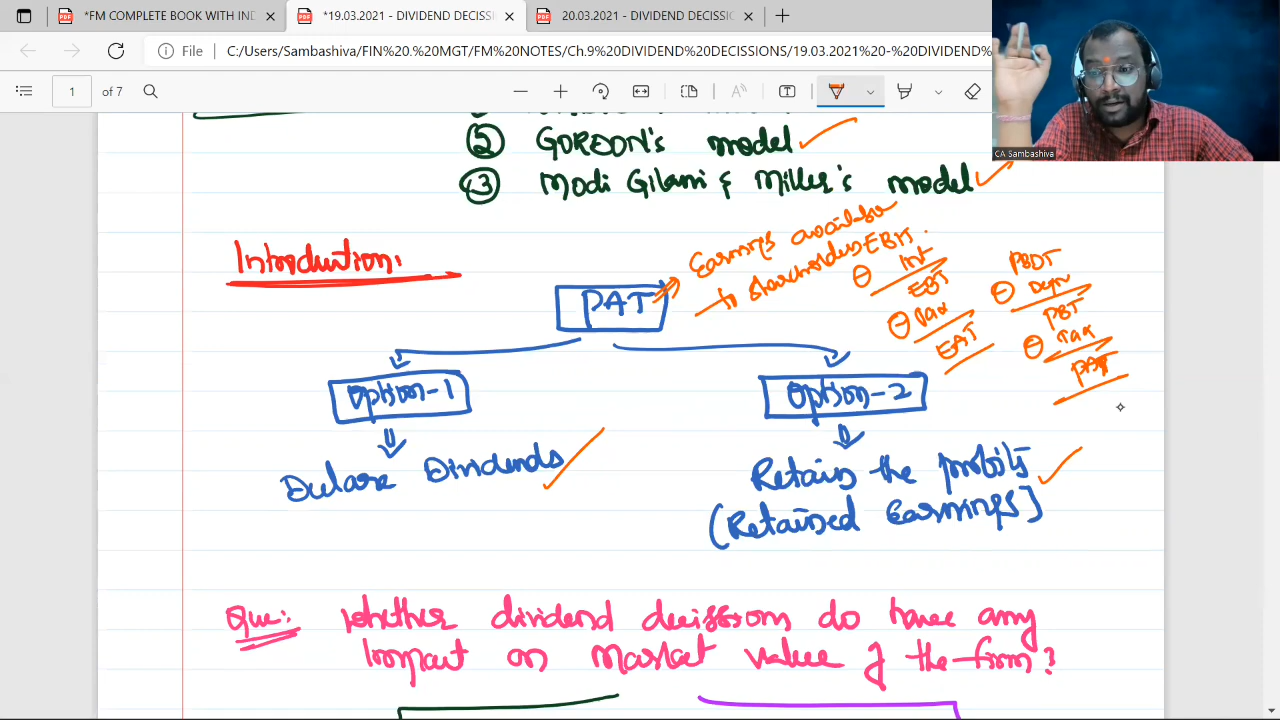 *FM COMPLETE BOOK WITH IND
*19.03.2021 - DIVIDEND DECISSIO
20.03.2021 - DIVIDEND DECISSIO
File
C:/Users/Sambashiva/FIN%20.%20MGT/FM%20NOTES/Ch.9%20DIVIDEND%20DECISSIONS/19.03.2021%20-%20DIVIDEND%
1 of 7
CA Sambashiva
② GORDON's model
③ Modi Gilani & Miller's model
Introduction:
PAT
Earnings available
to shareholders
EBIT
⊖ Int
EBT
⊖ Tax
EAT
PBDT
⊖ Depn
PBT
⊖ Tax
PAT
Option-1
Option-2
Declare Dividends
Retain the profits
(Retained Earnings]
Que: Whether dividend decissions do have any
Impact on Market value of the firm?